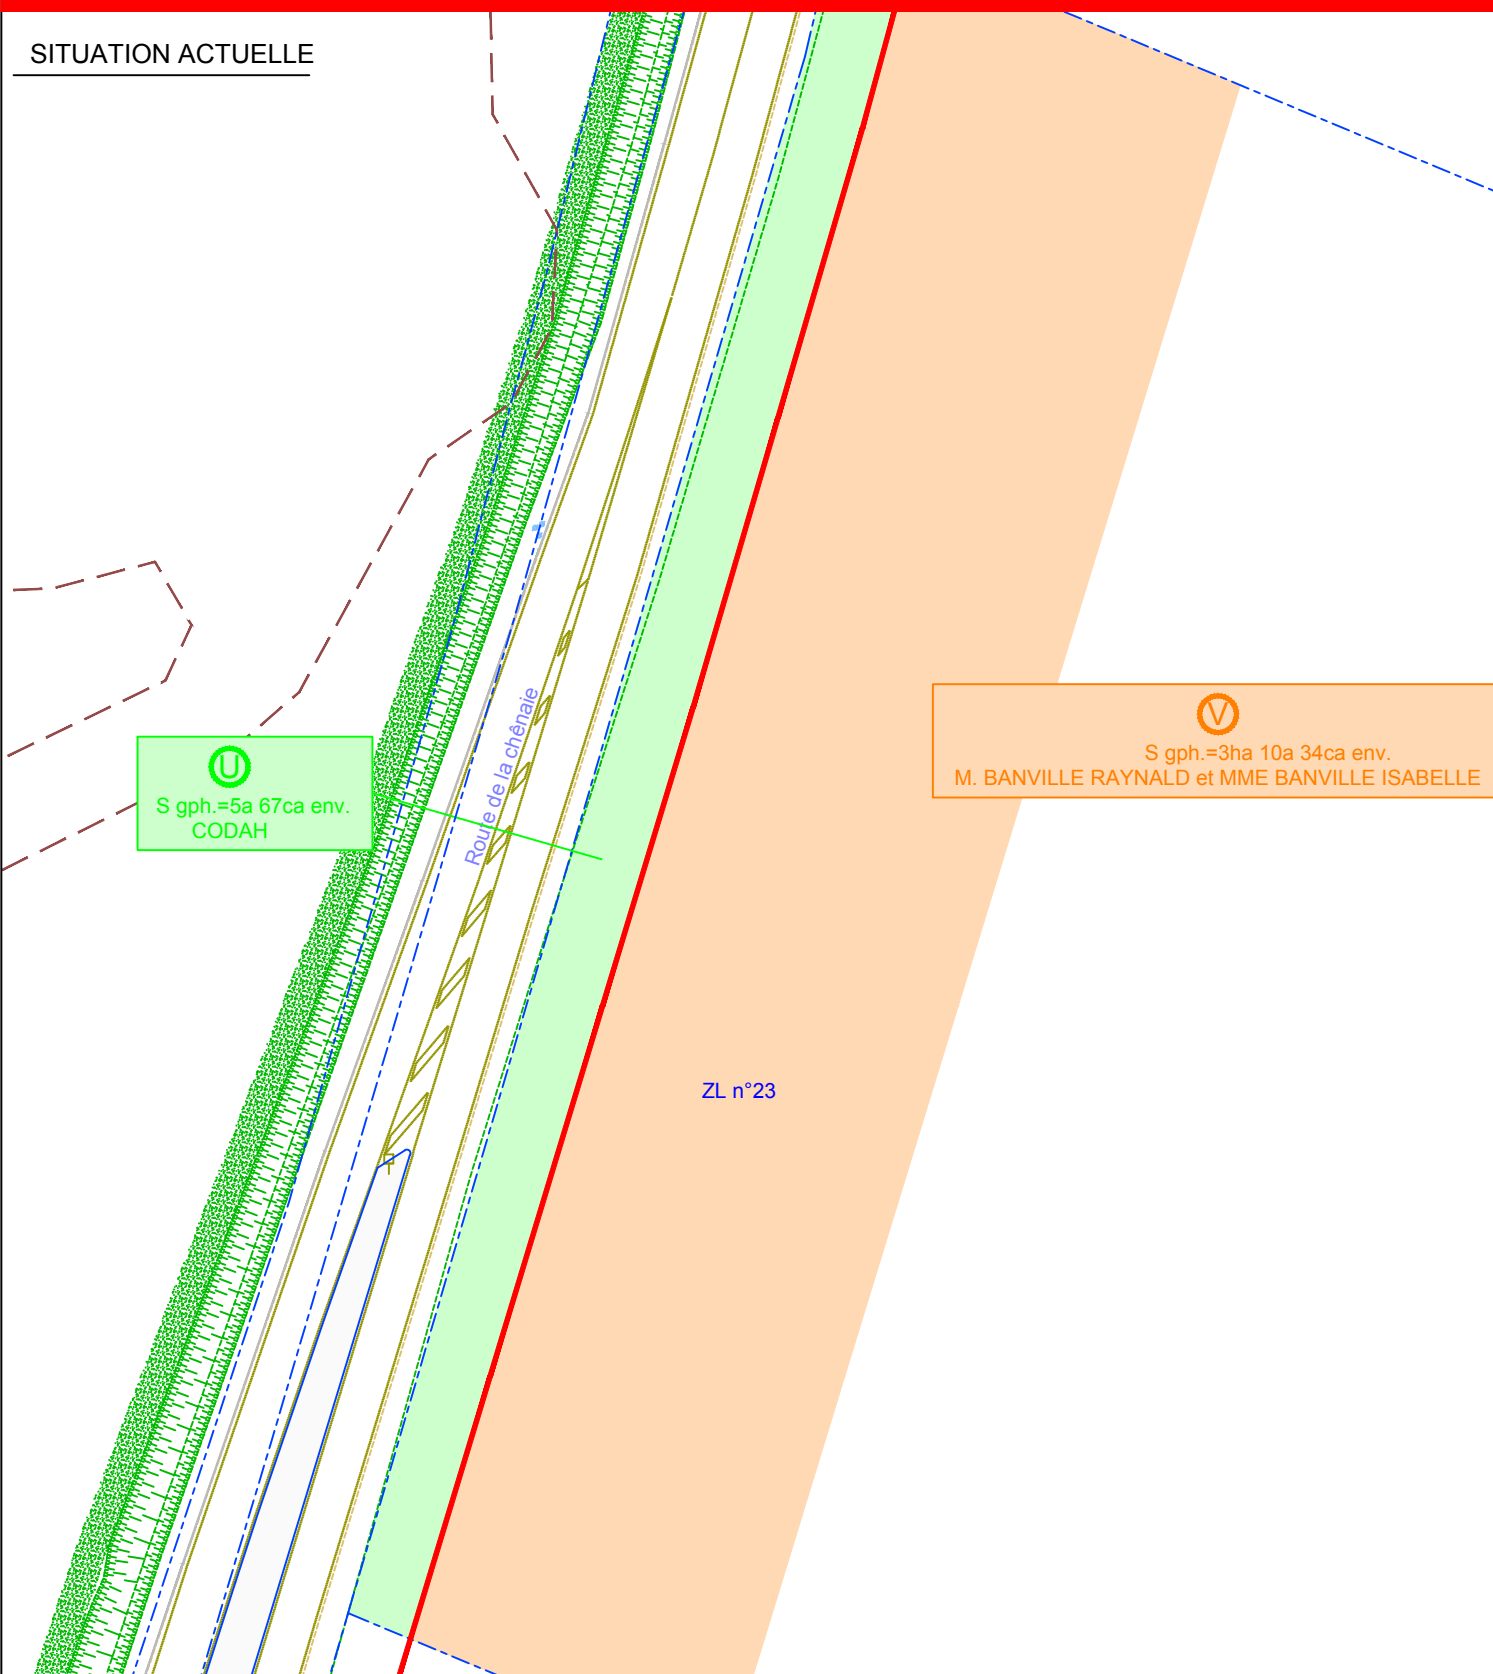 SITUATION ACTUELLE
Route de la chênaie
V
S gph.=3ha 10a 34ca env.
M. BANVILLE RAYNALD et MME BANVILLE ISABELLE
U
S gph.=5a 67ca env.
CODAH
ZL n°23